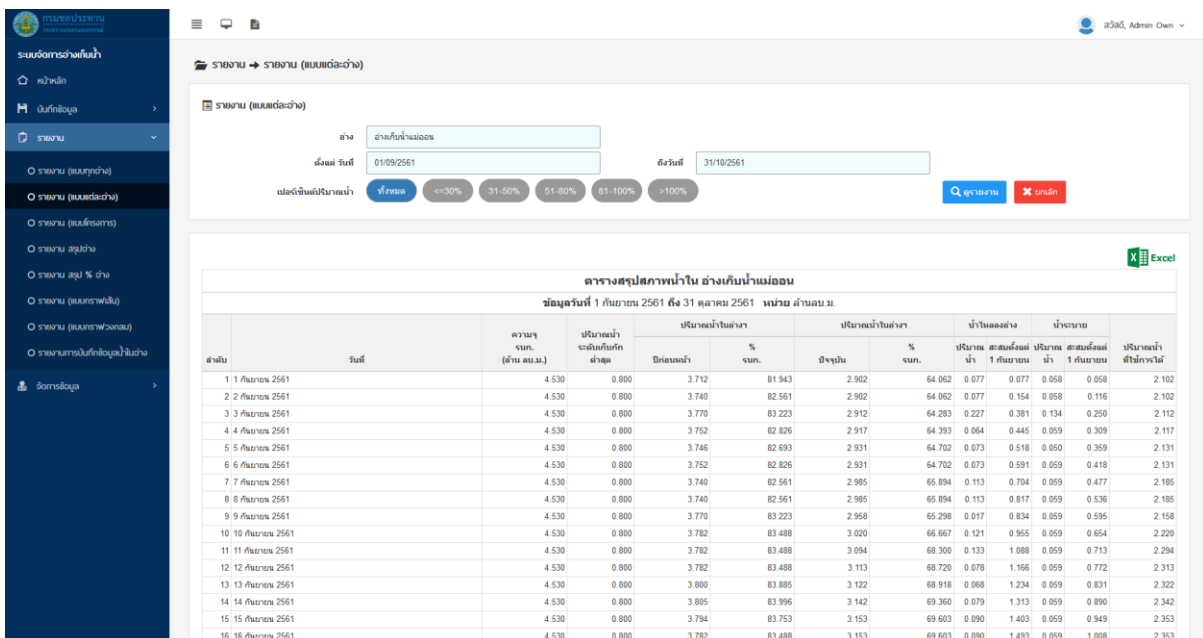 กรมชลประทาน
กระทรวงเกษตรและสหกรณ์
สวัสดี, Admin Own
ระบบจัดการอ่างเก็บน้ำ
หน้าหลัก
บันทึกข้อมูล
รายงาน
รายงาน (แบบทุกอ่าง)
รายงาน (แบบแต่ละอ่าง)
รายงาน (แบบโครงการ)
รายงาน สรุปอ่าง
รายงาน สรุป % อ่าง
รายงาน (แบบกราฟเส้น)
รายงาน (แบบกราฟวงกลม)
รายงานการบันทึกข้อมูลน้ำในอ่าง
จัดการข้อมูล
รายงาน ➔ รายงาน (แบบแต่ละอ่าง)
รายงาน (แบบแต่ละอ่าง)
อ่าง อ่างเก็บน้ำแม่ออน
ตั้งแต่ วันที่ 01/09/2561 ถึงวันที่ 31/10/2561
เปอร์เซ็นต์ปริมาณน้ำ ทั้งหมด <=30% 31-50% 51-80% 81-100% >100% ดูรายงาน ยกเลิก
Excel
ตารางสรุปสภาพน้ำใน อ่างเก็บน้ำแม่ออน
ข้อมูลวันที่ 1 กันยายน 2561 ถึง 31 ตุลาคม 2561 หน่วย ล้านลบ.ม.
ลำดับ วันที่ ความจุ รนก. (ล้าน ลบ.ม.) ปริมาณน้ำ ระดับเก็บกัก ต่ำสุด ปริมาณน้ำในอ่างฯ ปริมาณน้ำในอ่างฯ น้ำไหลลงอ่าง น้ำระบาย ปริมาณน้ำ ที่ใช้การได้
ปีก่อนหน้า % รนก. ปัจจุบัน % รนก. ปริมาณ น้ำ สะสมตั้งแต่ 1 กันยายน ปริมาณ น้ำ สะสมตั้งแต่ 1 กันยายน
1 1 กันยายน 2561 4.530 0.800 3.712 81.943 2.902 64.062 0.077 0.077 0.058 0.058 2.102
2 2 กันยายน 2561 4.530 0.800 3.740 82.561 2.902 64.062 0.077 0.154 0.058 0.116 2.102
3 3 กันยายน 2561 4.530 0.800 3.770 83.223 2.912 64.283 0.227 0.381 0.134 0.250 2.112
4 4 กันยายน 2561 4.530 0.800 3.752 82.826 2.917 64.393 0.064 0.445 0.059 0.309 2.117
5 5 กันยายน 2561 4.530 0.800 3.746 82.693 2.931 64.702 0.073 0.518 0.050 0.359 2.131
6 6 กันยายน 2561 4.530 0.800 3.752 82.826 2.931 64.702 0.073 0.591 0.059 0.418 2.131
7 7 กันยายน 2561 4.530 0.800 3.740 82.561 2.985 65.894 0.113 0.704 0.059 0.477 2.185
8 8 กันยายน 2561 4.530 0.800 3.740 82.561 2.985 65.894 0.113 0.817 0.059 0.536 2.185
9 9 กันยายน 2561 4.530 0.800 3.770 83.223 2.958 65.298 0.017 0.834 0.059 0.595 2.158
10 10 กันยายน 2561 4.530 0.800 3.782 83.488 3.020 66.667 0.121 0.955 0.059 0.654 2.220
11 11 กันยายน 2561 4.530 0.800 3.782 83.488 3.094 68.300 0.133 1.088 0.059 0.713 2.294
12 12 กันยายน 2561 4.530 0.800 3.782 83.488 3.113 68.720 0.078 1.166 0.059 0.772 2.313
13 13 กันยายน 2561 4.530 0.800 3.800 83.885 3.122 68.918 0.068 1.234 0.059 0.831 2.322
14 14 กันยายน 2561 4.530 0.800 3.805 83.996 3.142 69.360 0.079 1.313 0.059 0.890 2.342
15 15 กันยายน 2561 4.530 0.800 3.794 83.753 3.153 69.603 0.090 1.403 0.059 0.949 2.353
16 16 กันยายน 2561 4.530 0.800 3.782 83.488 3.153 69.603 0.090 1.493 0.059 1.008 2.353